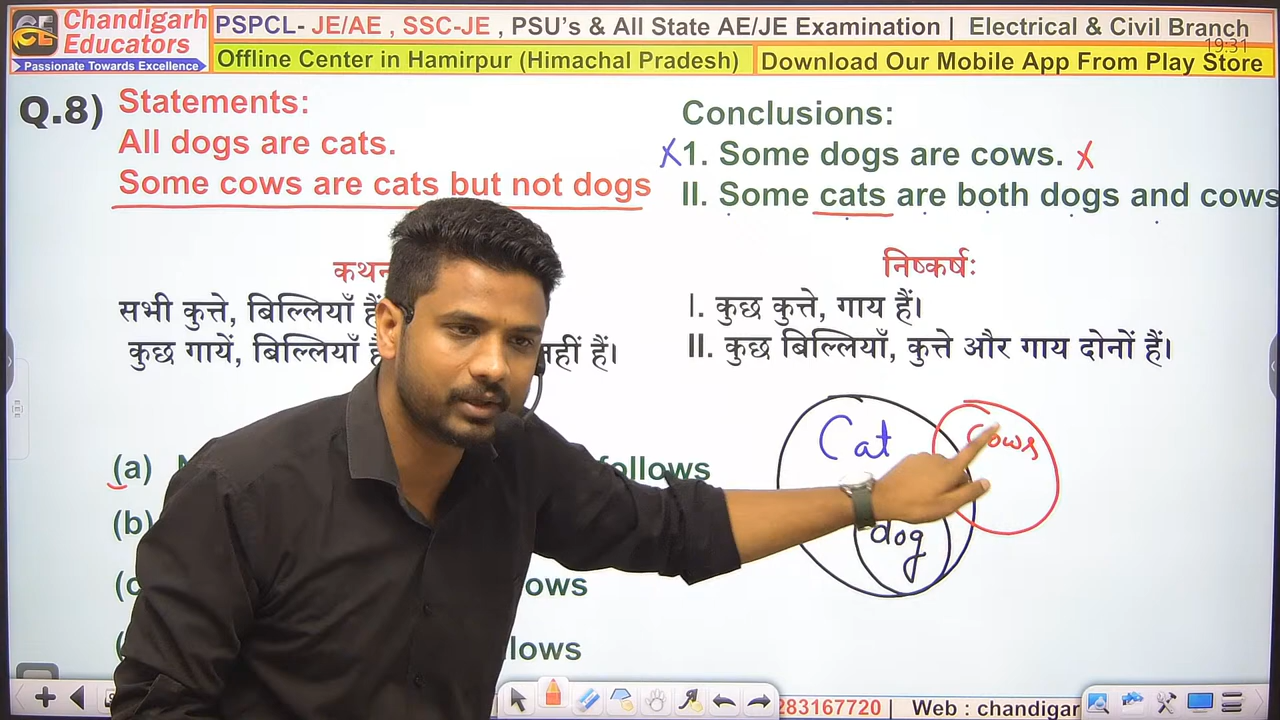 Chandigarh
Educators
Passionate Towards Excellence
PSPCL- JE/AE , SSC-JE , PSU's & All State AE/JE Examination | Electrical & Civil Branch
19:31
Offline Center in Hamirpur (Himachal Pradesh)
Download Our Mobile App From Play Store
Q.8) Statements:
All dogs are cats.
Some cows are cats but not dogs
Conclusions:
X1. Some dogs are cows. X
II. Some cats are both dogs and cows
कथन
सभी कुत्ते, बिल्लियाँ हैं
कुछ गायें, बिल्लियाँ नहीं हैं।
निष्कर्षः
I. कुछ कुत्ते, गाय हैं।
II. कुछ बिल्लियाँ, कुत्ते और गाय दोनों हैं।
(a) follows
(b)
(c
Cat
Cows
dog
283167720 | Web : chandigar